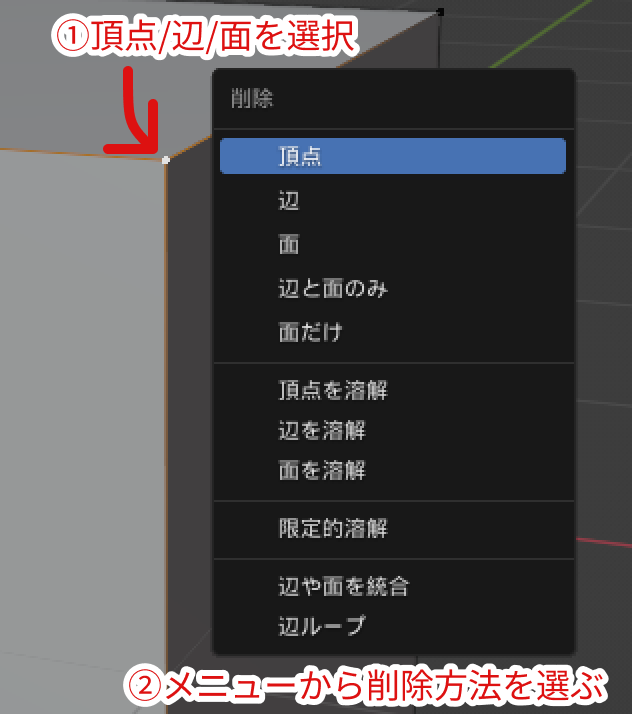 ①頂点/辺/面を選択
削除
頂点
辺
面
辺と面のみ
面だけ
頂点を溶解
辺を溶解
面を溶解
限定的溶解
辺や面を統合
辺ループ
②メニューから削除方法を選ぶ